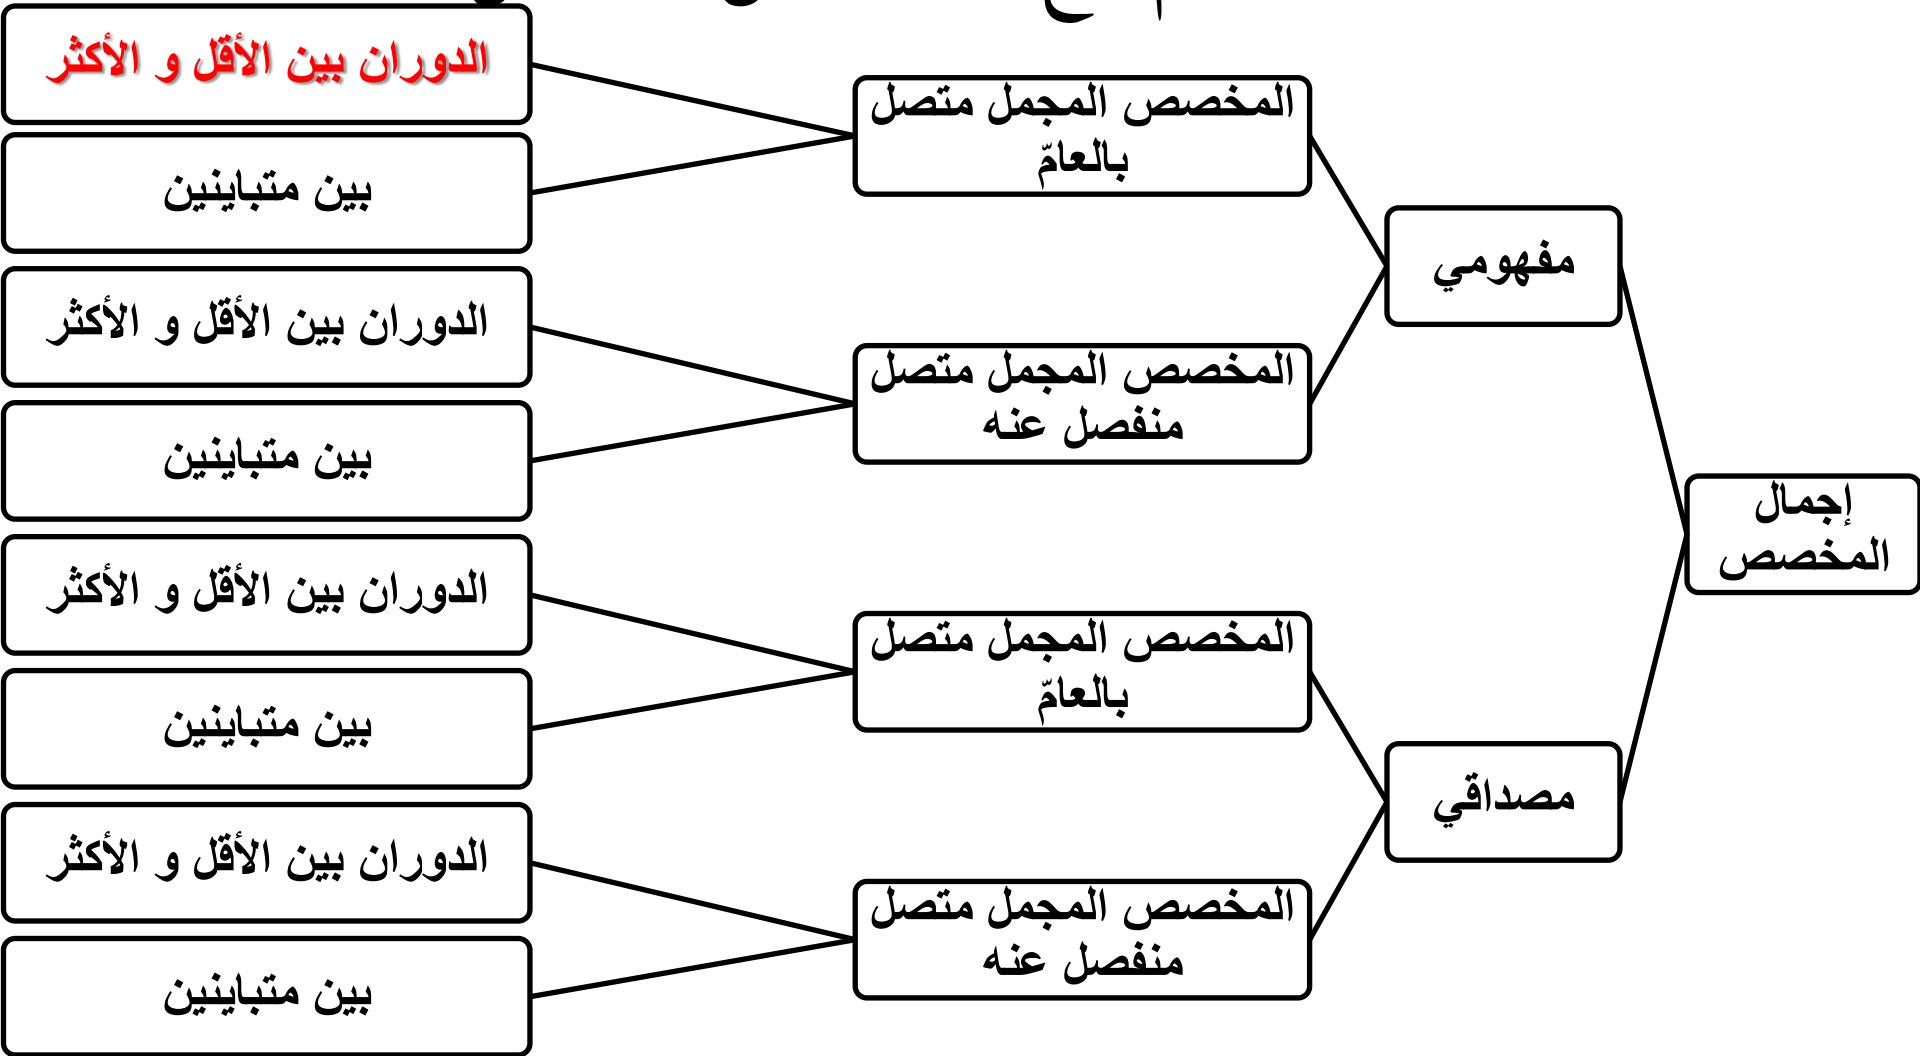 إجمال
المخصص
مفهومي
المخصص المجمل متصل
بالعامّ
الدوران بين الأقل و الأكثر
بين متباينين
المخصص المجمل متصل
منفصل عنه
الدوران بين الأقل و الأكثر
بين متباينين
مصداقي
المخصص المجمل متصل
بالعامّ
الدوران بين الأقل و الأكثر
بين متباينين
المخصص المجمل متصل
منفصل عنه
الدوران بين الأقل و الأكثر
بين متباينين